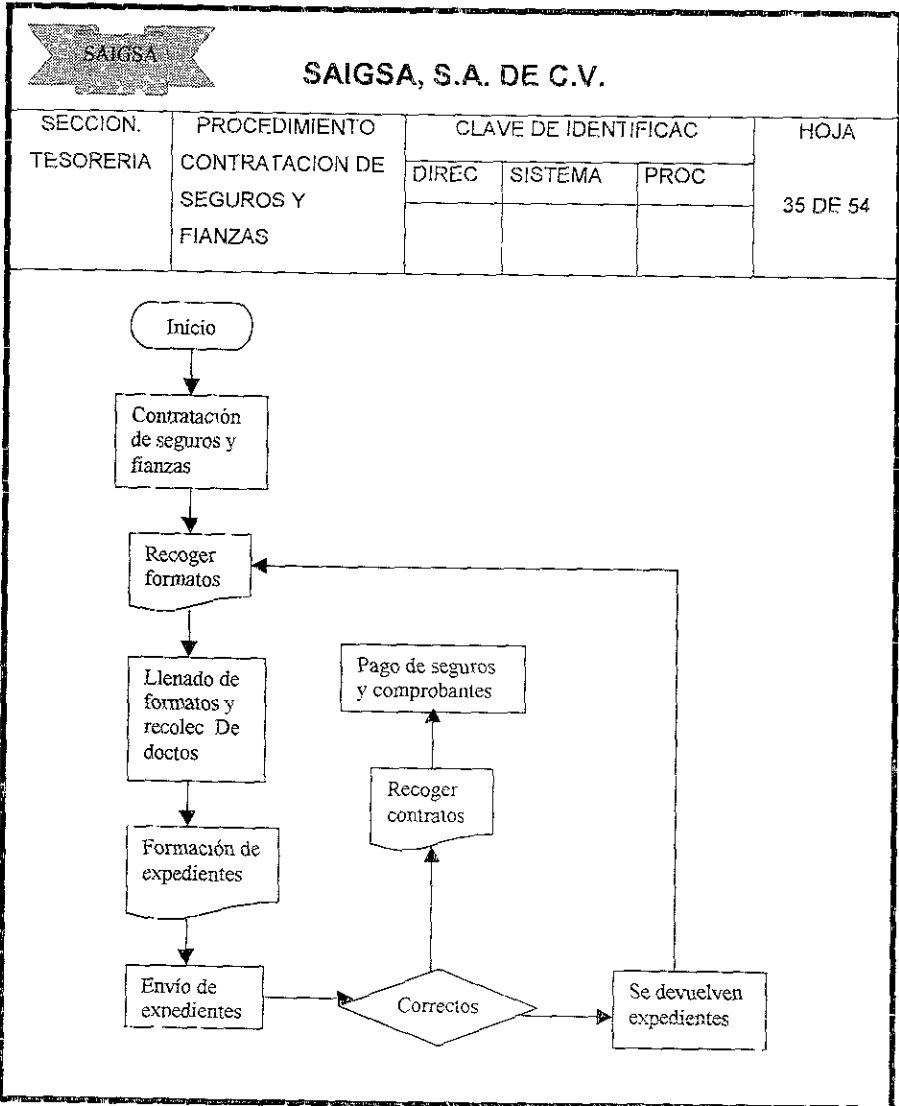 SAIGSA
SAIGSA, S.A. DE C.V.
SECCION.
TESORERIA
PROCEDIMIENTO
CONTRATACION DE
SEGUROS Y
FIANZAS
CLAVE DE IDENTIFICAC
DIREC
SISTEMA
PROC
HOJA
35 DE 54
Inicio
Contratación
de seguros y
fianzas
Recoger
formatos
Llenado de
formatos y
recolec De
doctos
Formación de
expedientes
Envío de
expedientes
Correctos
Recoger
contratos
Pago de seguros
y comprobantes
Se devuelven
expedientes